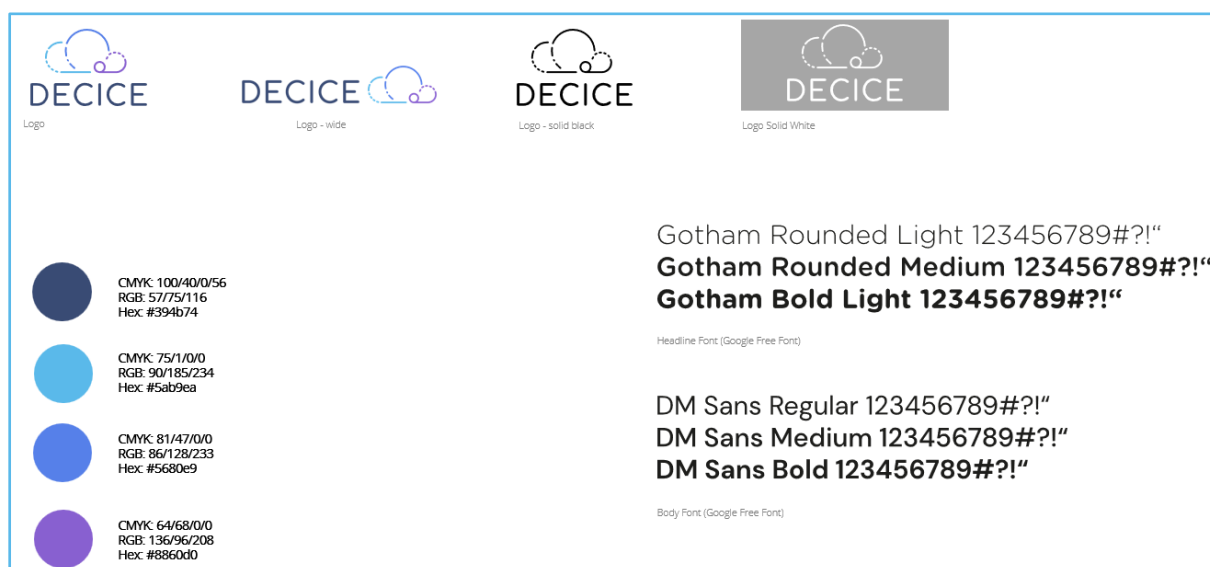 DECICE
DECICE
DECICE
DECICE
Logo
Logo - wide
Logo - solid black
Logo Solid White
CMYK: 100/40/0/56
RGB: 57/75/116
Hex: #394b74
CMYK: 75/1/0/0
RGB: 90/185/234
Hex: #5ab9ea
CMYK: 81/47/0/0
RGB: 86/128/233
Hex: #5680e9
CMYK: 64/68/0/0
RGB: 136/96/208
Hex: #8860d0
Gotham Rounded Light 123456789#?!“
Gotham Rounded Medium 123456789#?!“
Gotham Bold Light 123456789#?!“
Headline Font (Google Free Font)
DM Sans Regular 123456789#?!“
DM Sans Medium 123456789#?!“
DM Sans Bold 123456789#?!“
Body Font (Google Free Font)